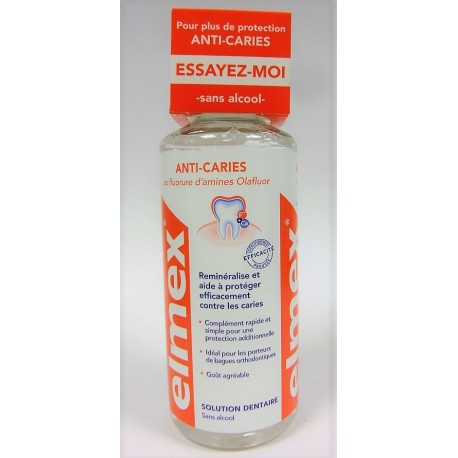 Pour plus de protection
ANTI-CARIES
ESSAYEZ-MOI
-sans alcool-
ANTI-CARIES
au fluorure d'amines Olafluor
elmex®
elmex®
EFFICACITÉ
Reminéralise et
aide à protéger
efficacement
contre les caries
• Complément rapide et
simple pour une
protection additionnelle
• Idéal pour les porteurs
de bagues orthodontiques
• Goût agréable
SOLUTION DENTAIRE
Sans alcool